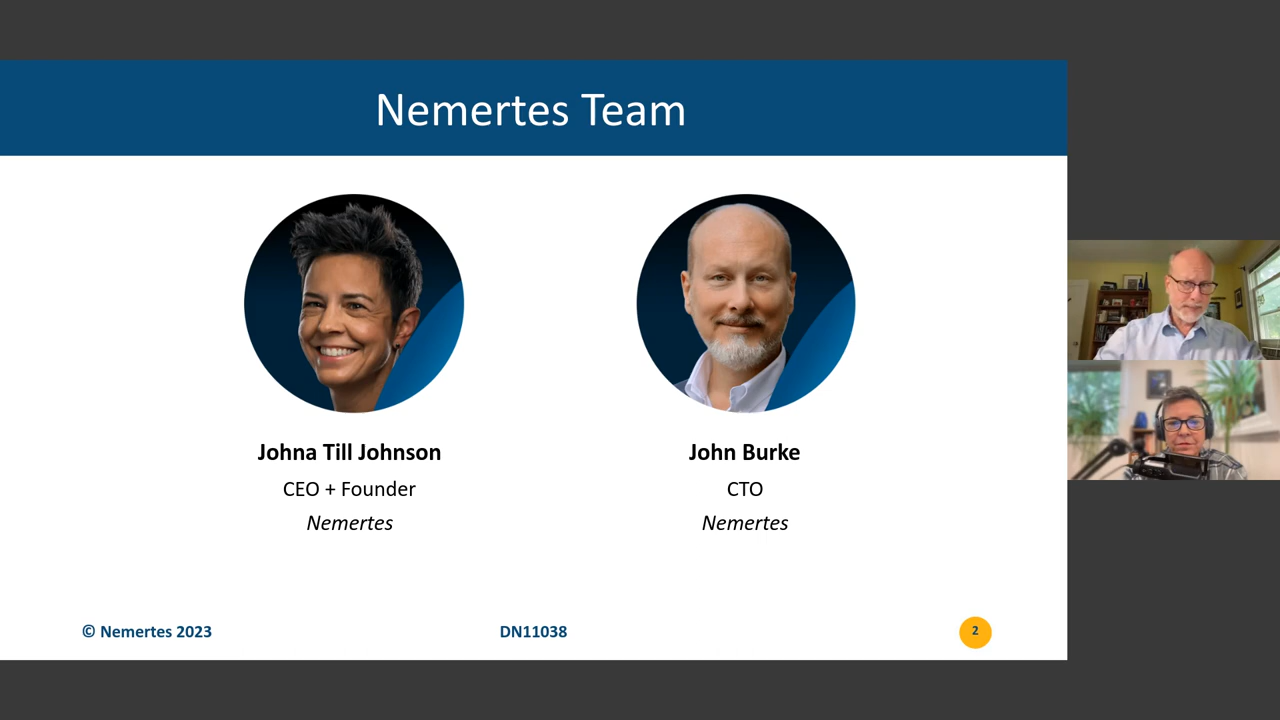 Nemertes Team
Johna Till Johnson
CEO + Founder
Nemertes
John Burke
CTO
Nemertes
© Nemertes 2023
DN11038
2